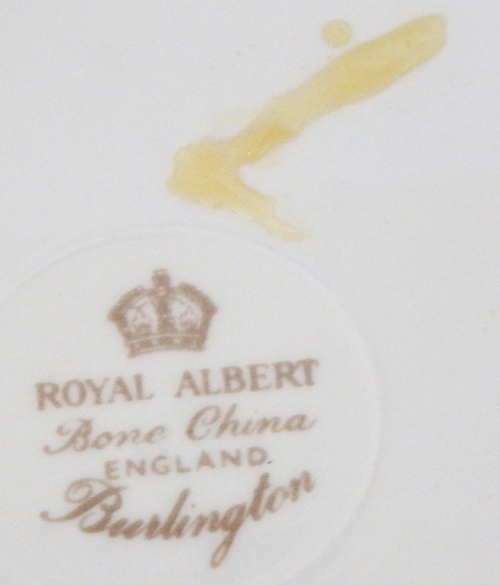 ROYAL ALBERT
Bone China
ENGLAND.
Burlington